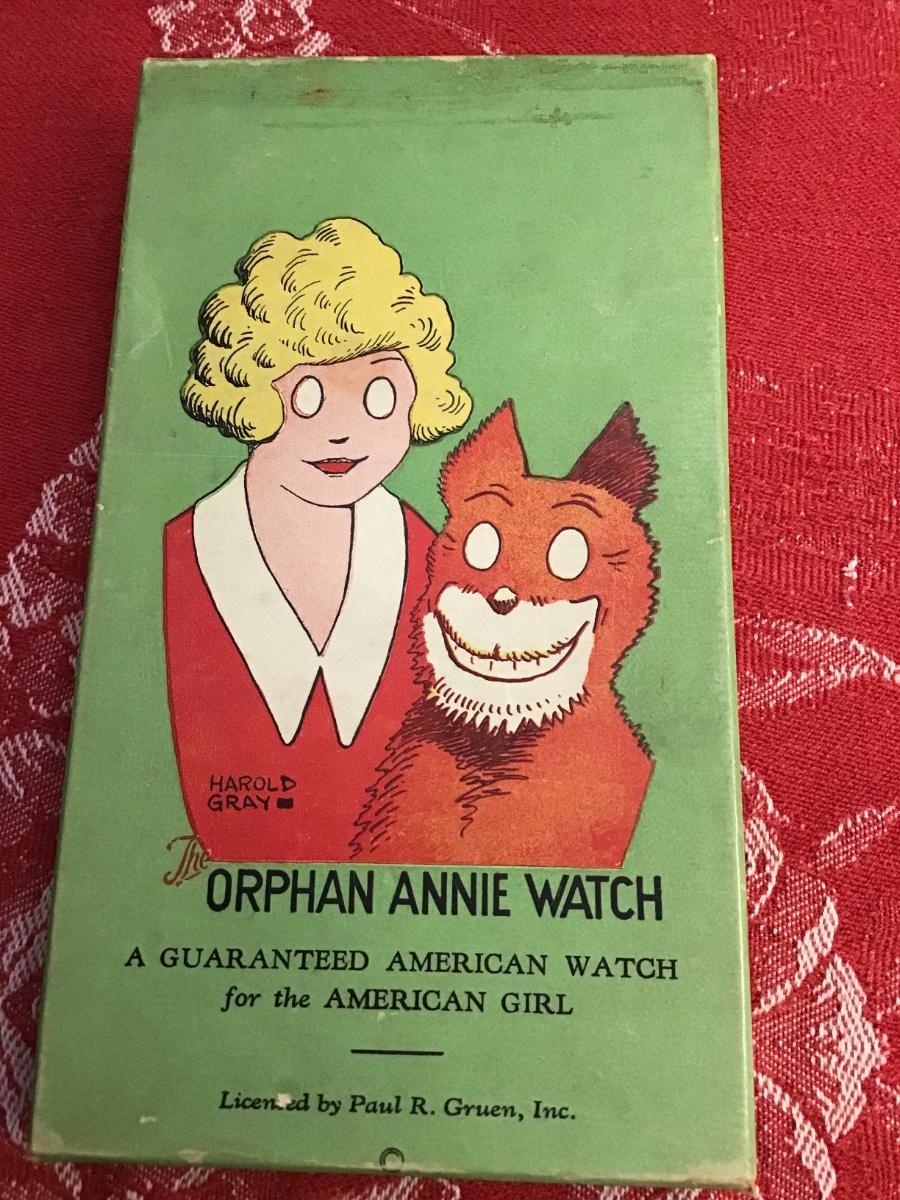 HAROLD
GRAY
The
ORPHAN ANNIE WATCH
A GUARANTEED AMERICAN WATCH
for the AMERICAN GIRL
Licensed by Paul R. Gruen, Inc.
©